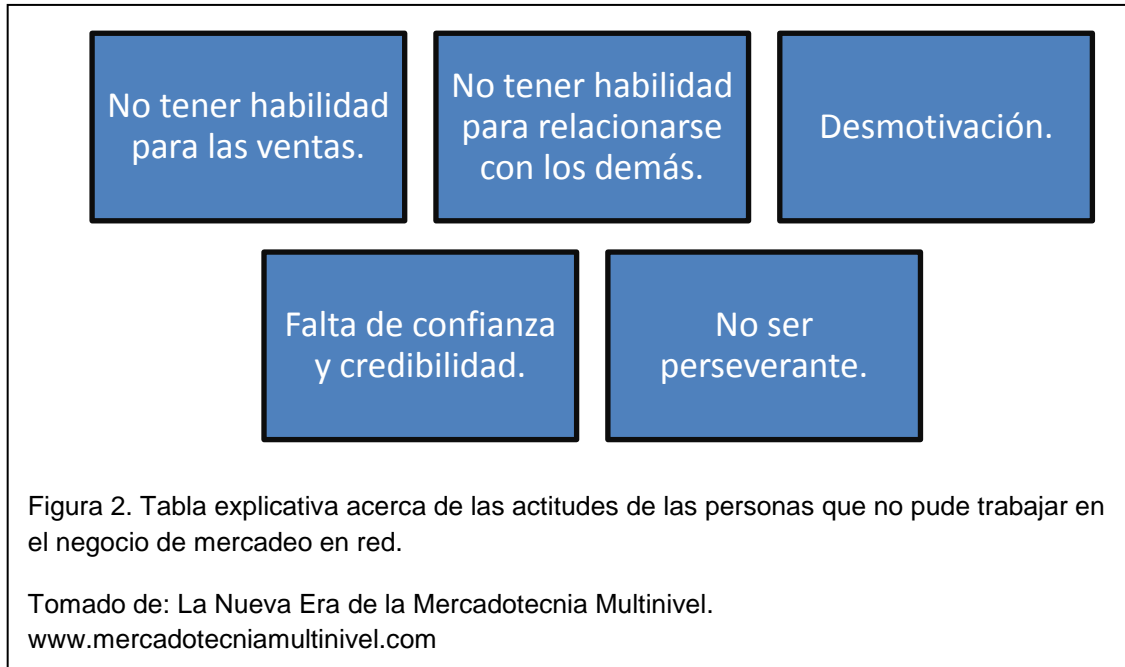 No tener habilidad
para las ventas.
No tener habilidad
para relacionarse
con los demás.
Desmotivación.
Falta de confianza
y credibilidad.
No ser
perseverante.
Figura 2. Tabla explicativa acerca de las actitudes de las personas que no pude trabajar en
el negocio de mercadeo en red.
Tomado de: La Nueva Era de la Mercadotecnia Multinivel.
www.mercadotecniamultinivel.com